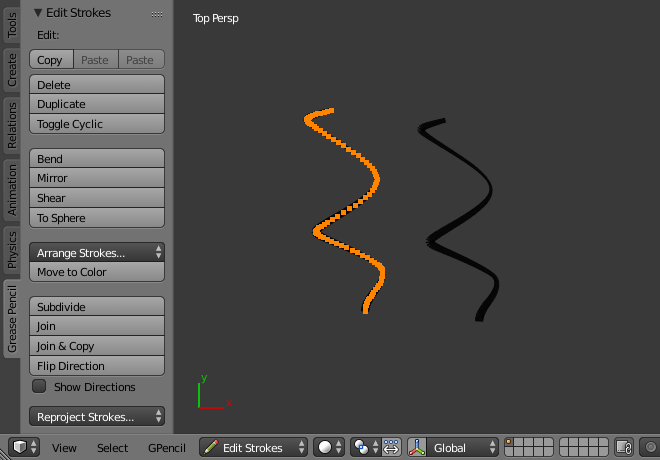 Tools
Create
Relations
Animation
Physics
Grease Pencil
Edit Strokes
Edit:
Copy Paste Paste
Delete
Duplicate
Toggle Cyclic
Bend
Mirror
Shear
To Sphere
Arrange Strokes...
Move to Color
Subdivide
Join
Join & Copy
Flip Direction
Show Directions
Reproject Strokes...
Top Persp
y
x
View Select GPencil Edit Strokes Global